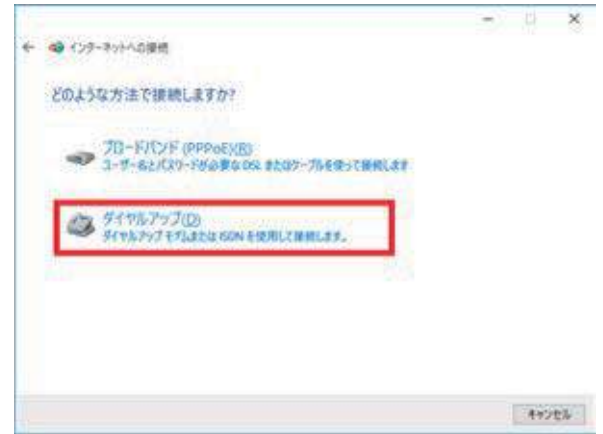 インターネットへの接続
どのような方法で接続しますか?
ブロードバンド (PPPoE)(R)
ユーザー名とパスワードが必要な DSL またはケーブルを使って接続します
ダイヤルアップ(D)
ダイヤルアップ モデムまたは ISDN を使用して接続します。
キャンセル